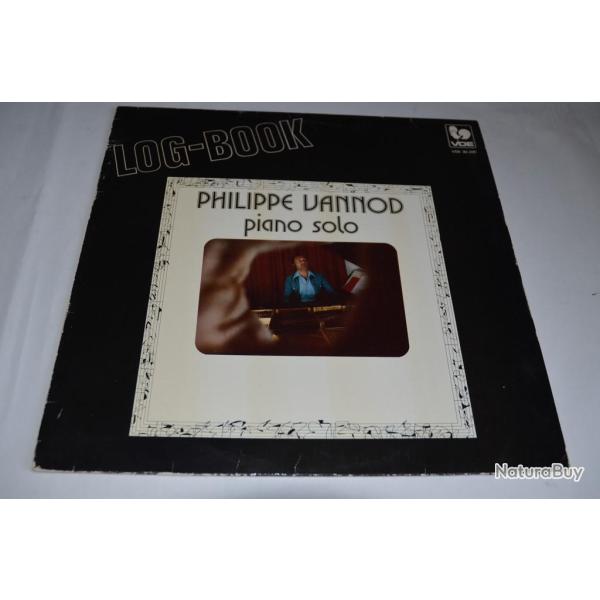 LOG-BOOK
VDE
PHILIPPE VANNOD
piano solo
NaturaBuy